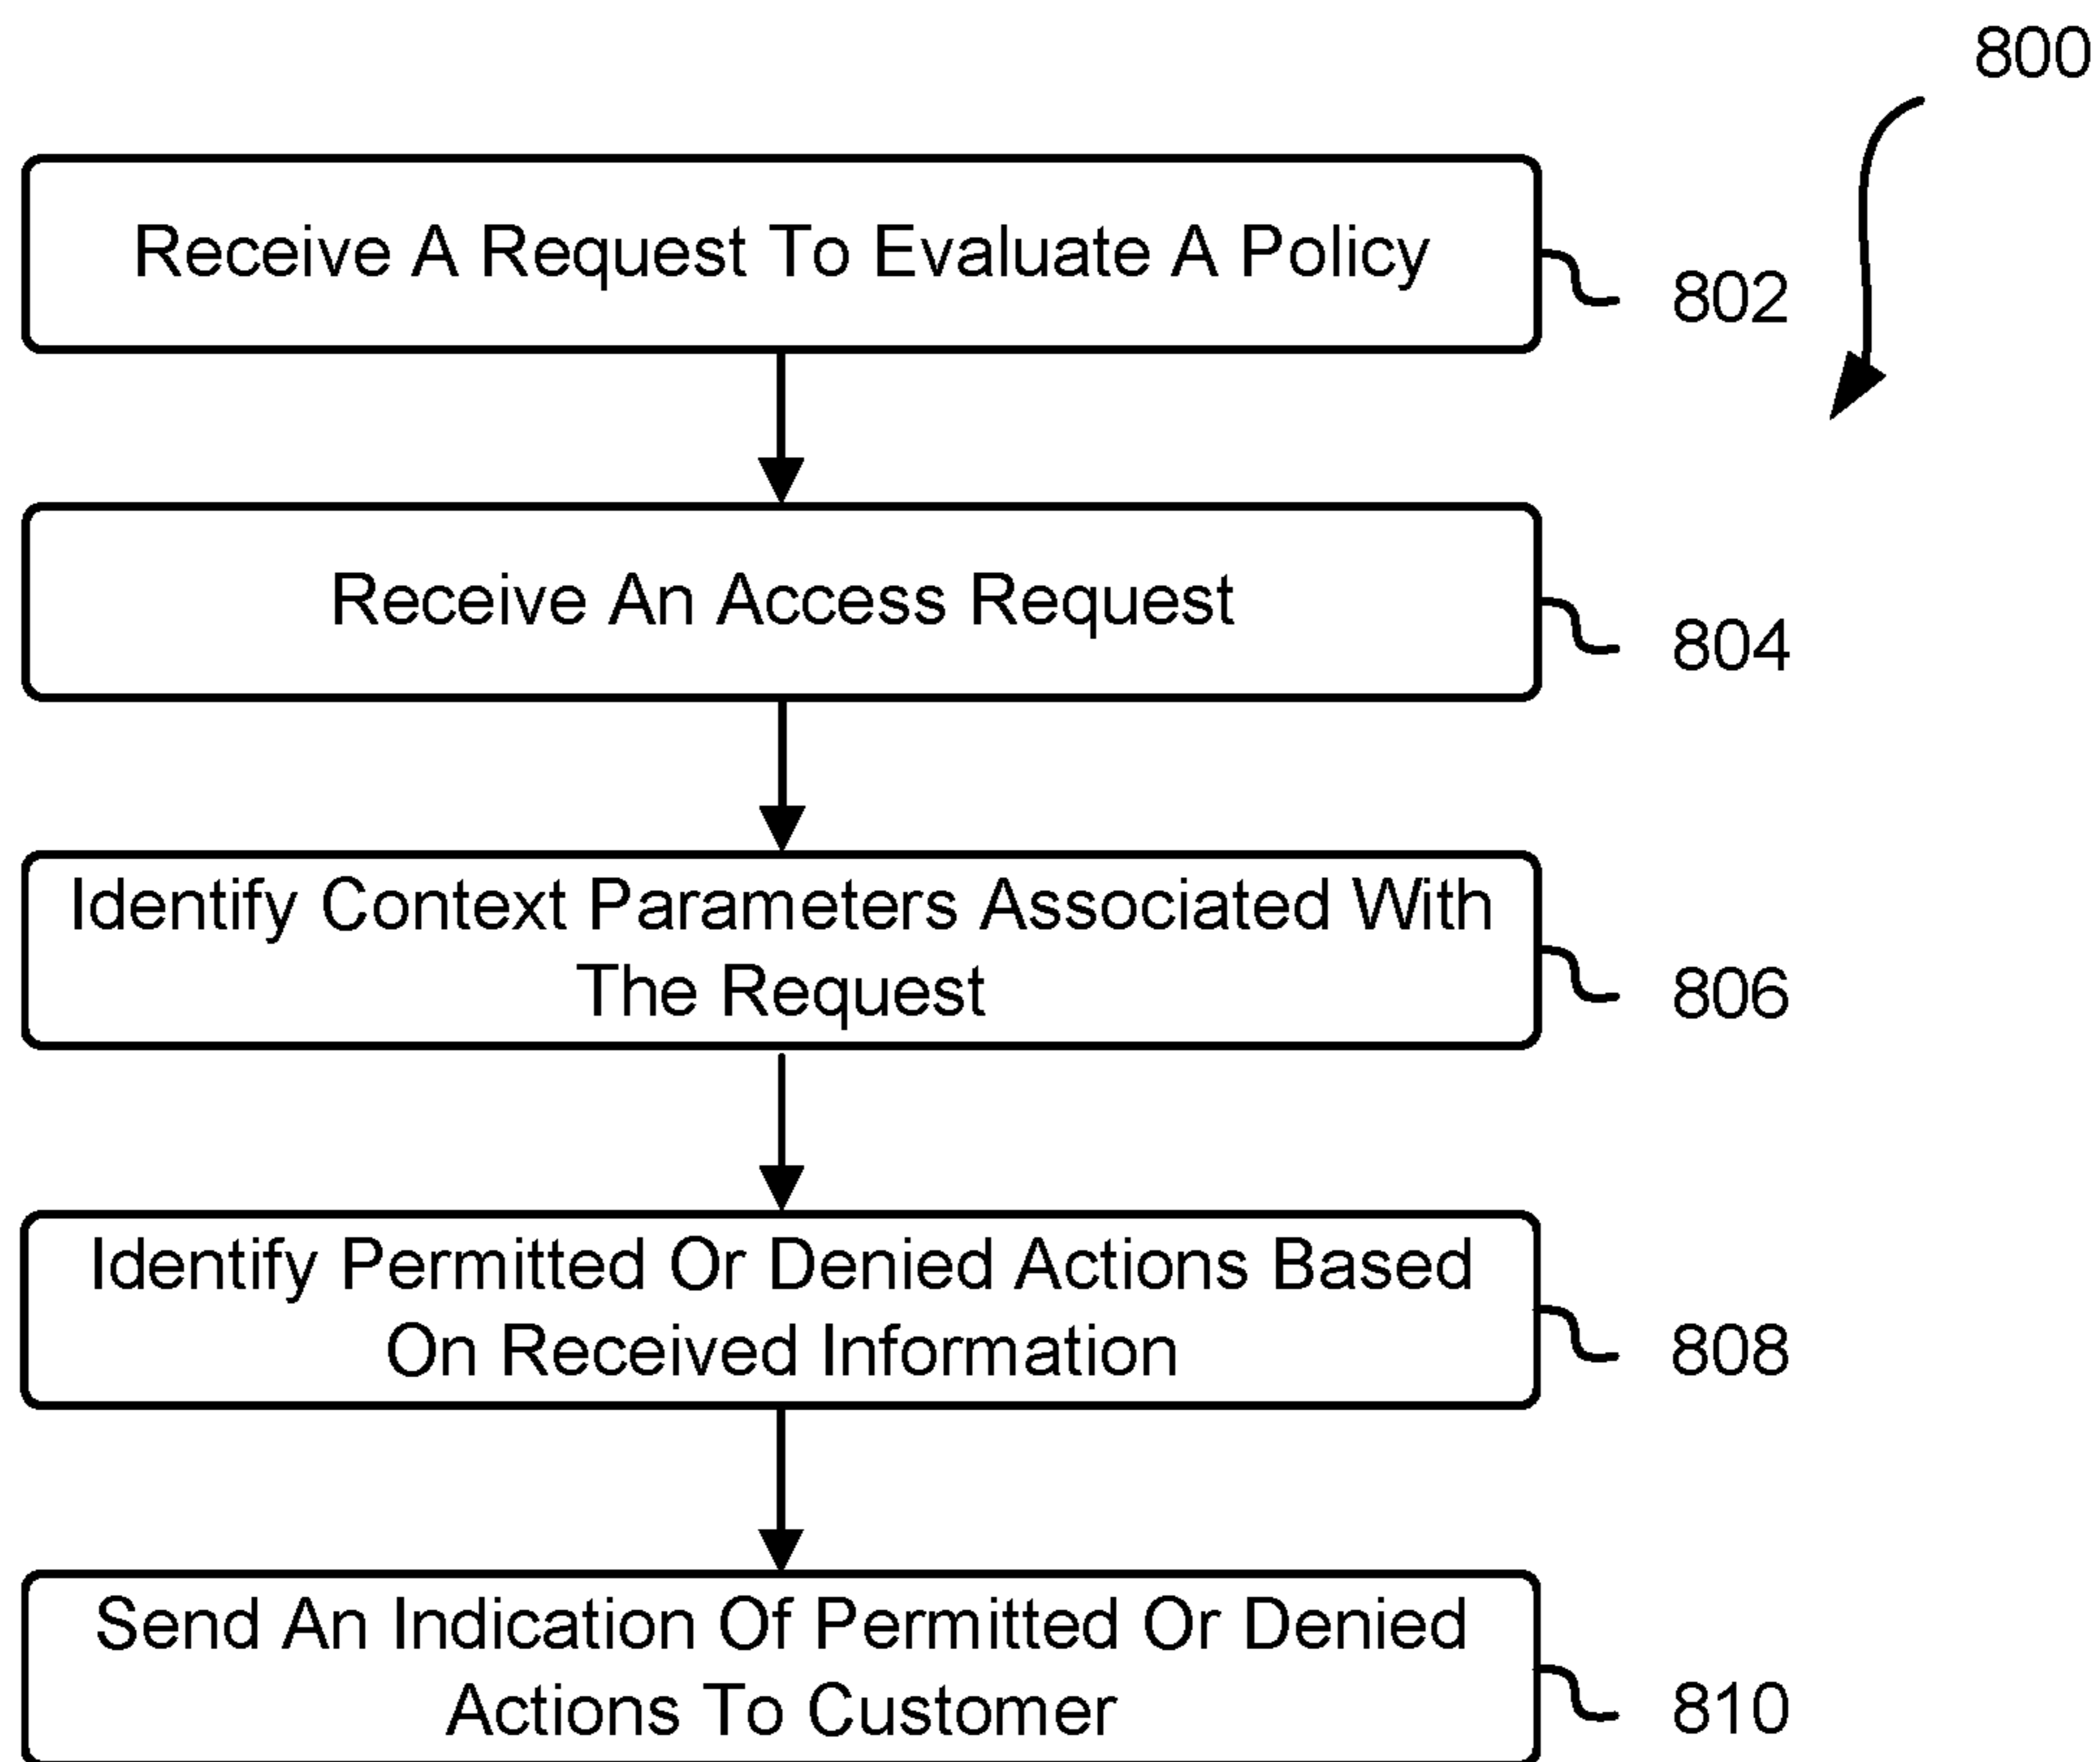 800
Receive A Request To Evaluate A Policy
802
Receive An Access Request
804
Identify Context Parameters Associated With
The Request
806
Identify Permitted Or Denied Actions Based
On Received Information
808
Send An Indication Of Permitted Or Denied
Actions To Customer
810